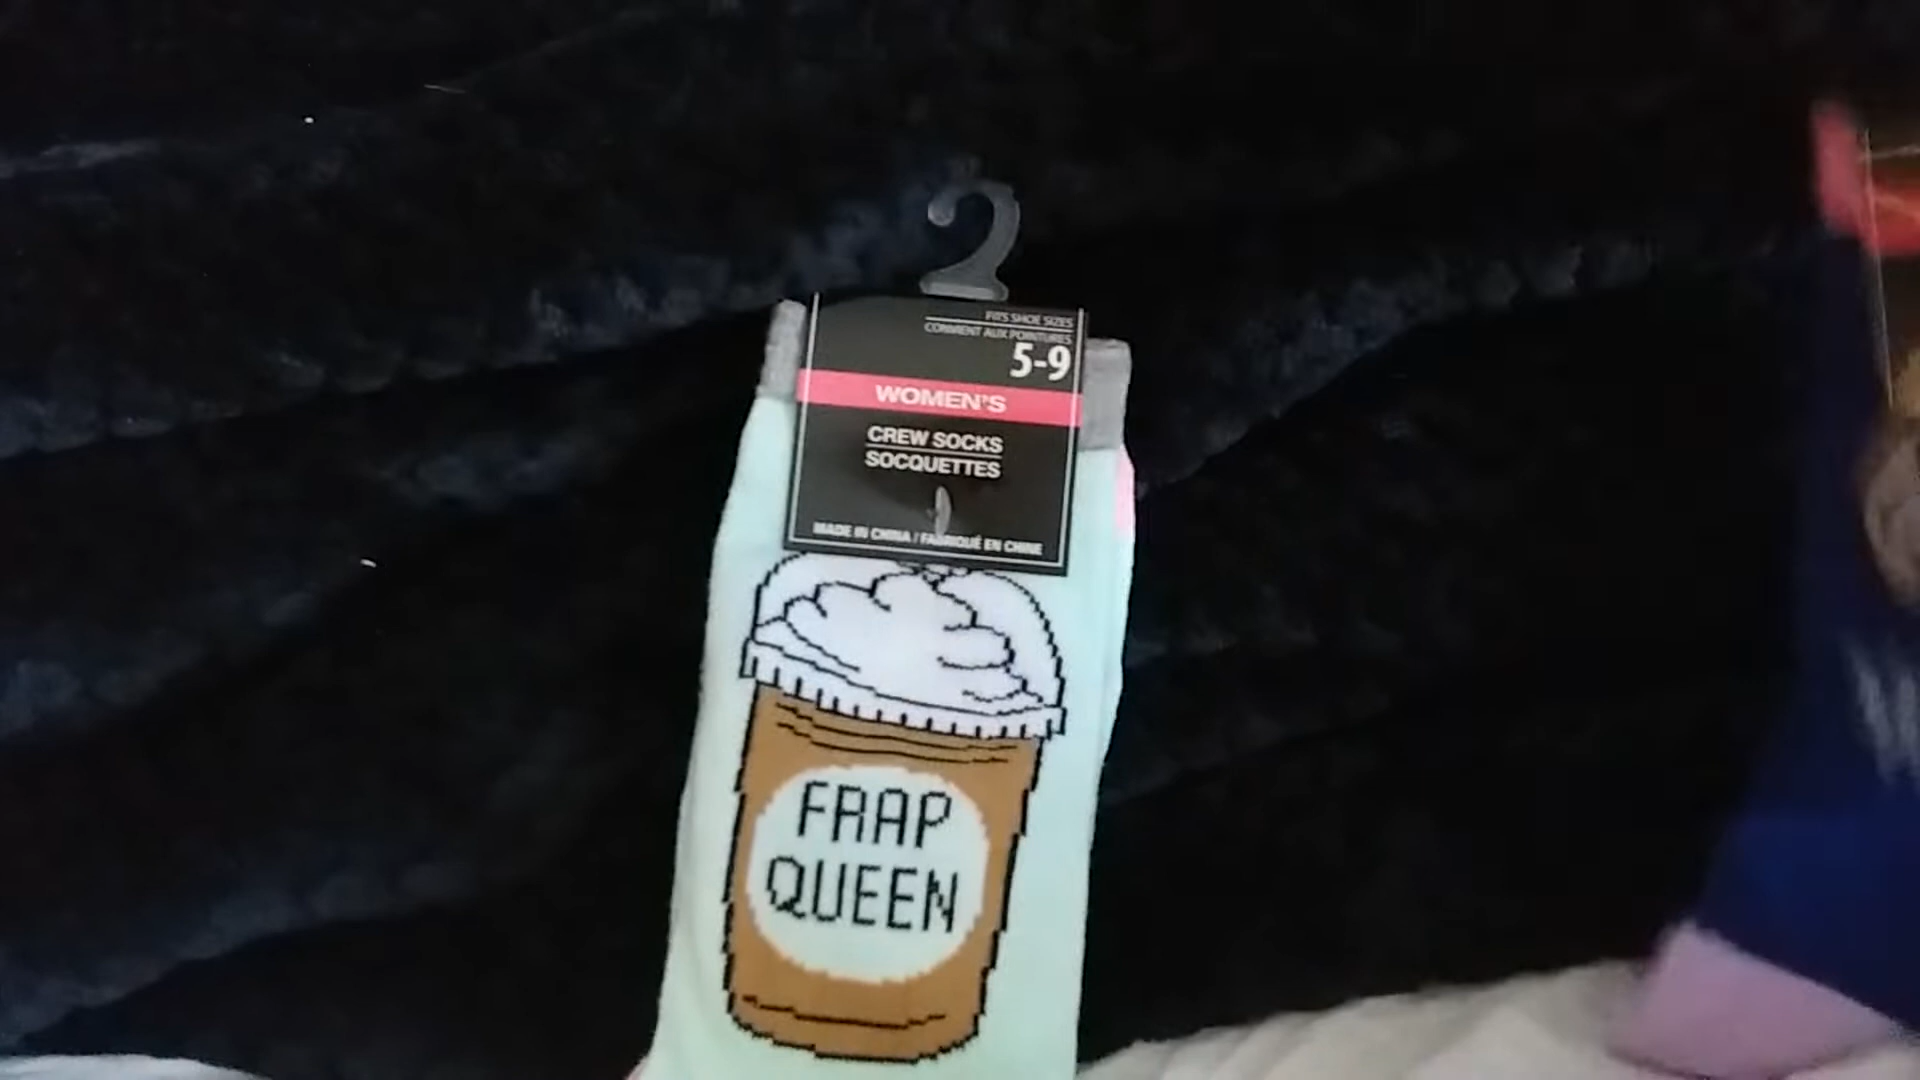 FITS SHOE SIZES
CONVIENT AUX POINTURES
5-9
WOMEN'S
CREW SOCKS
SOCQUETTES
MADE IN CHINA / FABRIQUÉ EN CHINE
FRAP
QUEEN